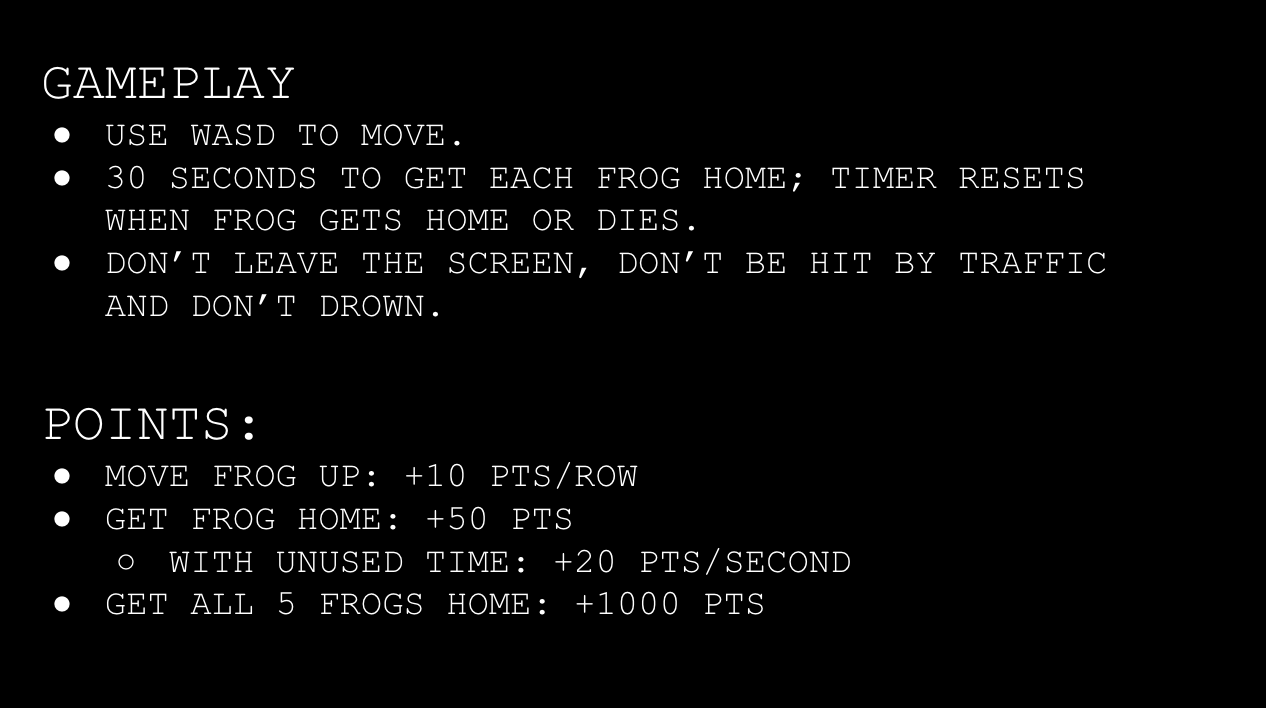 GAMEPLAY
● USE WASD TO MOVE.
● 30 SECONDS TO GET EACH FROG HOME; TIMER RESETS
WHEN FROG GETS HOME OR DIES.
● DON’T LEAVE THE SCREEN, DON’T BE HIT BY TRAFFIC
AND DON’T DROWN.
POINTS:
● MOVE FROG UP: +10 PTS/ROW
● GET FROG HOME: +50 PTS
○ WITH UNUSED TIME: +20 PTS/SECOND
● GET ALL 5 FROGS HOME: +1000 PTS